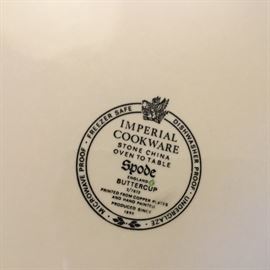 MICROWAVE PROOF · FREEZER SAFE
DISHWASHER PROOF · UNDERGLAZE
IMPERIAL
COOKWARE
STONE CHINA
OVEN TO TABLE
Spode
ENGLAND
BUTTERCUP
PRINTED FROM COPPER PLATES
AND HAND PAINTED
PRODUCED SINCE